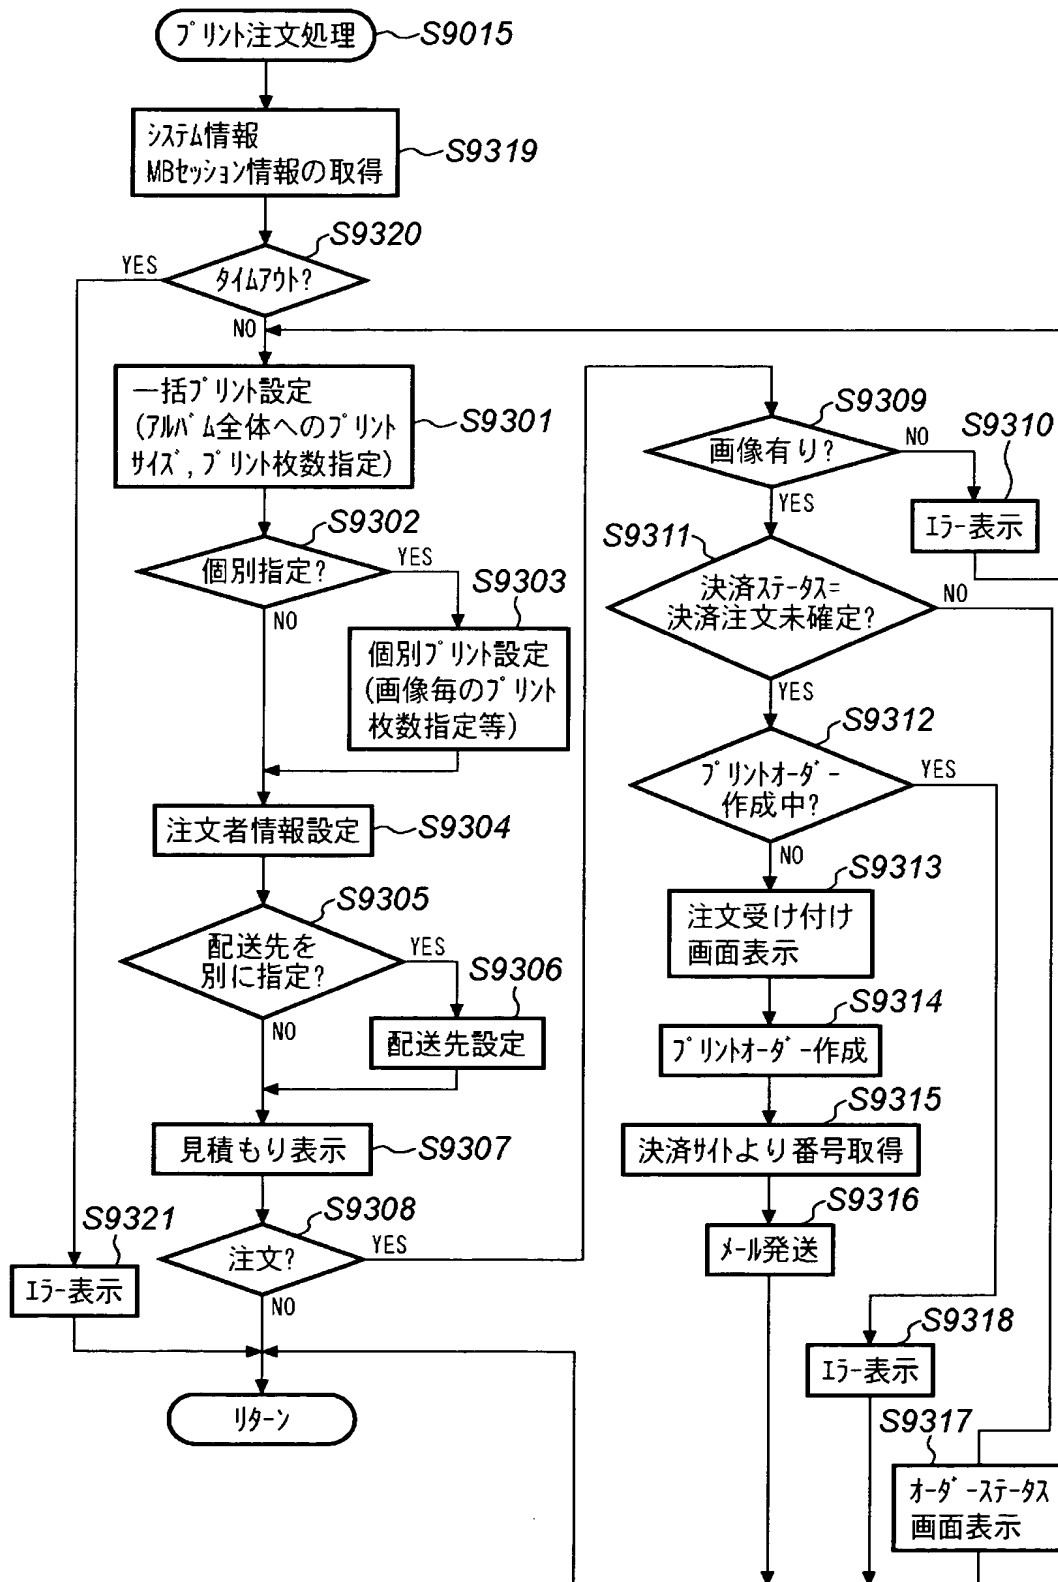 プリント注文処理
S9015
システム情報
MBセッション情報の取得
S9319
S9320
タイムアウト?
YES
NO
一括プリント設定
(アルバム全体へのプリント
サイズ,プリント枚数指定)
S9301
S9302
個別指定?
YES
NO
S9303
個別プリント設定
(画像毎のプリント
枚数指定等)
注文者情報設定
S9304
S9305
配送先を
別に指定?
YES
NO
S9306
配送先設定
見積もり表示
S9307
S9308
注文?
YES
NO
S9321
エラー表示
リターン
S9309
画像有り?
NO
YES
S9310
エラー表示
S9311
決済ステータス=
決済注文未確定?
NO
YES
S9312
プリントオーダー
作成中?
YES
NO
S9313
注文受け付け
画面表示
S9314
プリントオーダー作成
S9315
決済サイトより番号取得
S9316
メール発送
S9318
エラー表示
S9317
オーダーステータス
画面表示